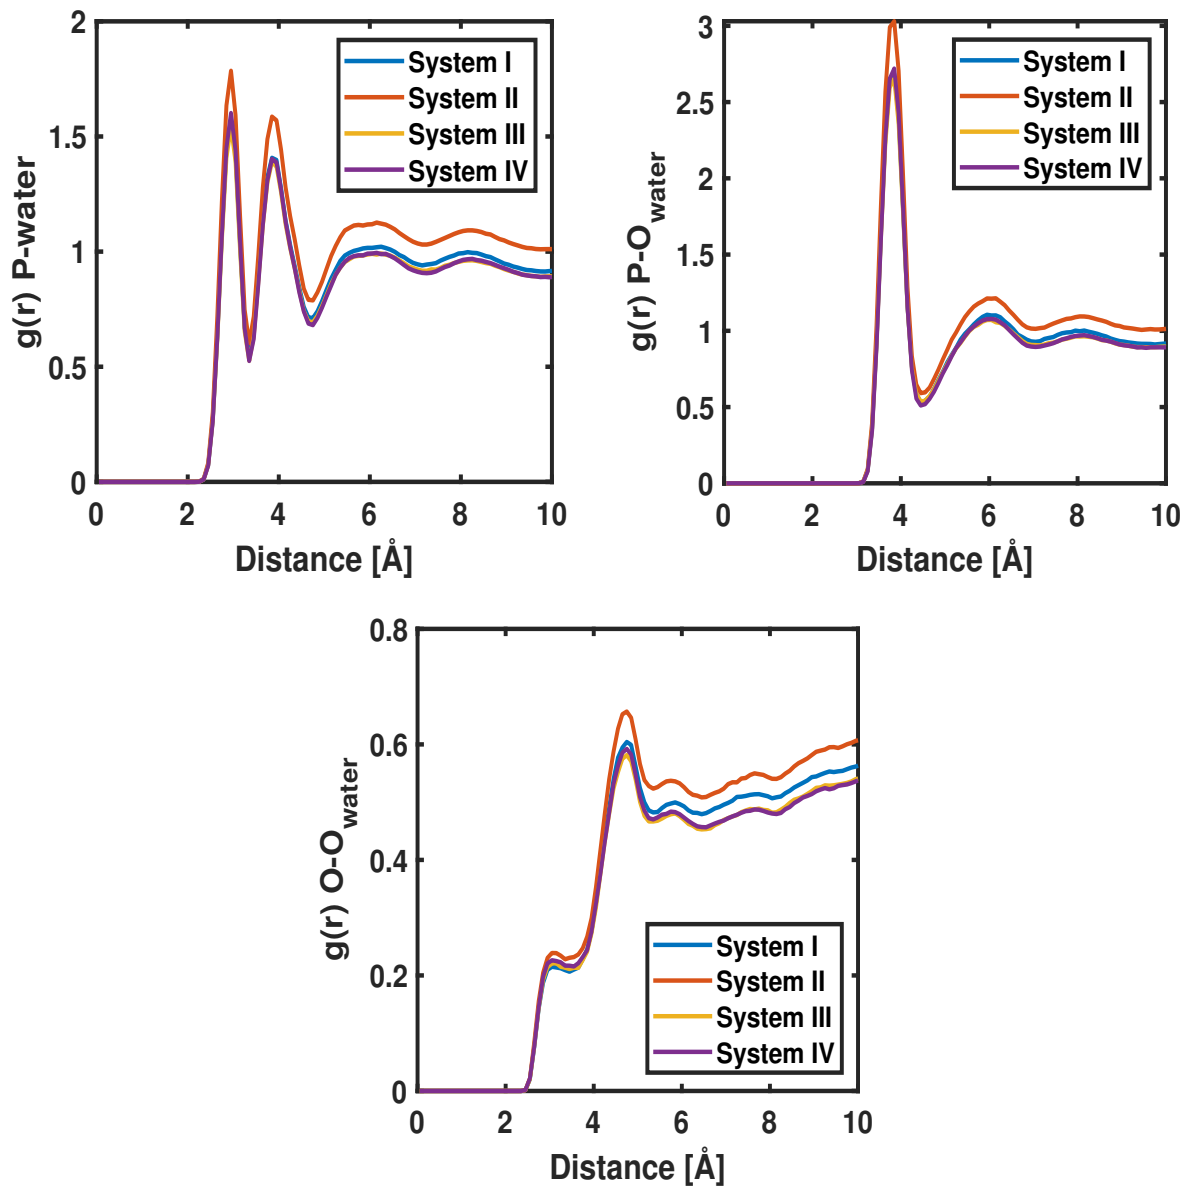 g(r) P-water
2
1.5
1
0.5
0
0 2 4 6 8 10
Distance [Å]
System I
System II
System III
System IV
g(r) P-Owater
3
2.5
2
1.5
1
0.5
0
0 2 4 6 8 10
Distance [Å]
System I
System II
System III
System IV
g(r) O-Owater
0.8
0.6
0.4
0.2
0
0 2 4 6 8 10
Distance [Å]
System I
System II
System III
System IV